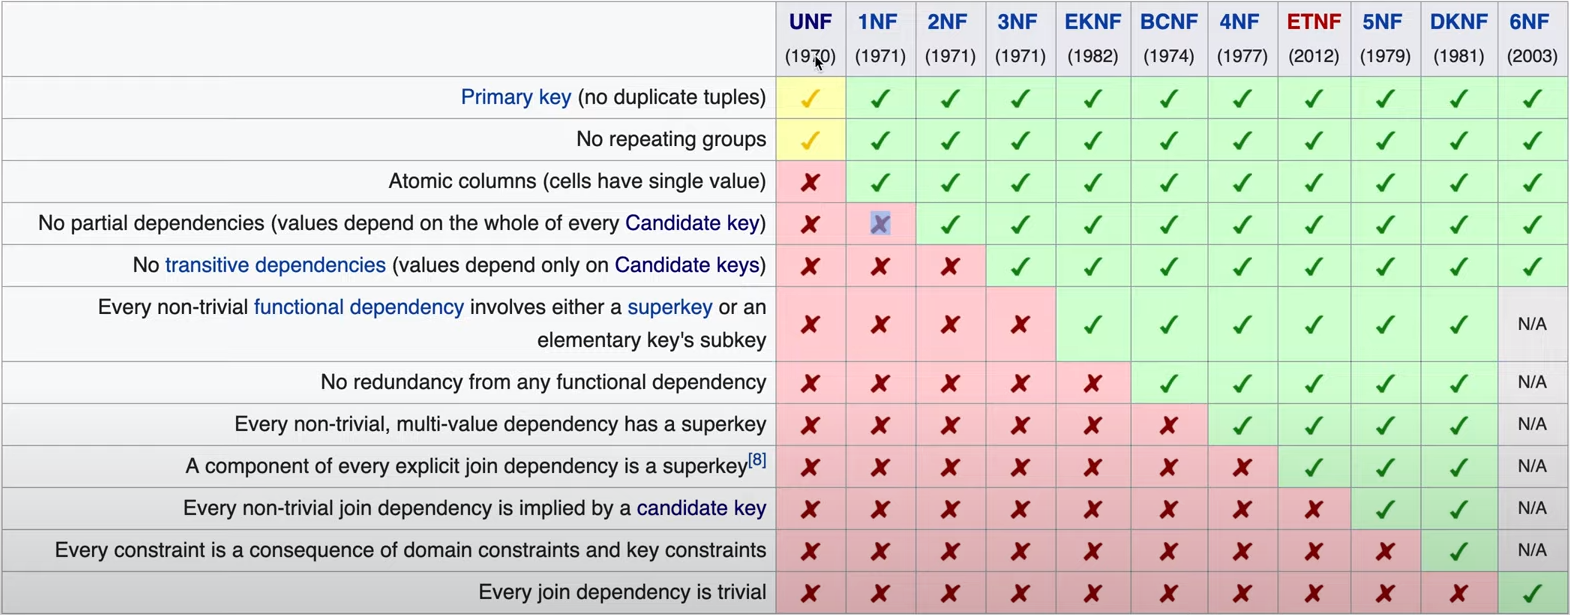 UNF 1NF 2NF 3NF EKNF BCNF 4NF ETNF 5NF DKNF 6NF
(1970) (1971) (1971) (1971) (1982) (1974) (1977) (2012) (1979) (1981) (2003)
Primary key (no duplicate tuples) ✓ ✓ ✓ ✓ ✓ ✓ ✓ ✓ ✓ ✓ ✓
No repeating groups ✓ ✓ ✓ ✓ ✓ ✓ ✓ ✓ ✓ ✓ ✓
Atomic columns (cells have single value) ✗ ✓ ✓ ✓ ✓ ✓ ✓ ✓ ✓ ✓ ✓
No partial dependencies (values depend on the whole of every Candidate key) ✗ ✗ ✓ ✓ ✓ ✓ ✓ ✓ ✓ ✓ ✓
No transitive dependencies (values depend only on Candidate keys) ✗ ✗ ✗ ✓ ✓ ✓ ✓ ✓ ✓ ✓ ✓
Every non-trivial functional dependency involves either a superkey or an
elementary key's subkey ✗ ✗ ✗ ✗ ✓ ✓ ✓ ✓ ✓ ✓ N/A
No redundancy from any functional dependency ✗ ✗ ✗ ✗ ✗ ✓ ✓ ✓ ✓ ✓ N/A
Every non-trivial, multi-value dependency has a superkey ✗ ✗ ✗ ✗ ✗ ✗ ✓ ✓ ✓ ✓ N/A
A component of every explicit join dependency is a superkey[8] ✗ ✗ ✗ ✗ ✗ ✗ ✗ ✓ ✓ ✓ N/A
Every non-trivial join dependency is implied by a candidate key ✗ ✗ ✗ ✗ ✗ ✗ ✗ ✗ ✓ ✓ N/A
Every constraint is a consequence of domain constraints and key constraints ✗ ✗ ✗ ✗ ✗ ✗ ✗ ✗ ✗ ✓ N/A
Every join dependency is trivial ✗ ✗ ✗ ✗ ✗ ✗ ✗ ✗ ✗ ✗ ✓